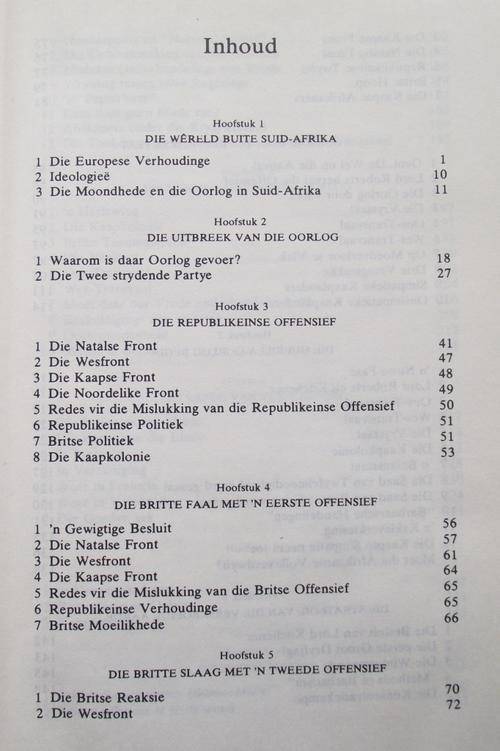 Inhoud
Hoofstuk 1
DIE WÊRELD BUITE SUID-AFRIKA
1 Die Europese Verhoudinge 1
2 Ideologieë 10
3 Die Moondhede en die Oorlog in Suid-Afrika 11
Hoofstuk 2
DIE UITBREEK VAN DIE OORLOG
1 Waarom is daar Oorlog gevoer? 18
2 Die Twee strydende Partye 27
Hoofstuk 3
DIE REPUBLIKEINSE OFFENSIEF
1 Die Natalse Front 41
2 Die Wesfront 47
3 Die Kaapse Front 48
4 Die Noordelike Front 49
5 Redes vir die Mislukking van die Republikeinse Offensief 50
6 Republikeinse Politiek 51
7 Britse Politiek 51
8 Die Kaapkolonie 53
Hoofstuk 4
DIE BRITTE FAAL MET 'N EERSTE OFFENSIEF
1 'n Gewigtige Besluit 56
2 Die Natalse Front 57
3 Die Wesfront 61
4 Die Kaapse Front 64
5 Redes vir die Mislukking van die Britse Offensief 65
6 Republikeinse Verhoudinge 65
7 Britse Moeilikhede 66
Hoofstuk 5
DIE BRITTE SLAAG MET 'N TWEEDE OFFENSIEF
1 Die Britse Reaksie 70
2 Die Wesfront 72